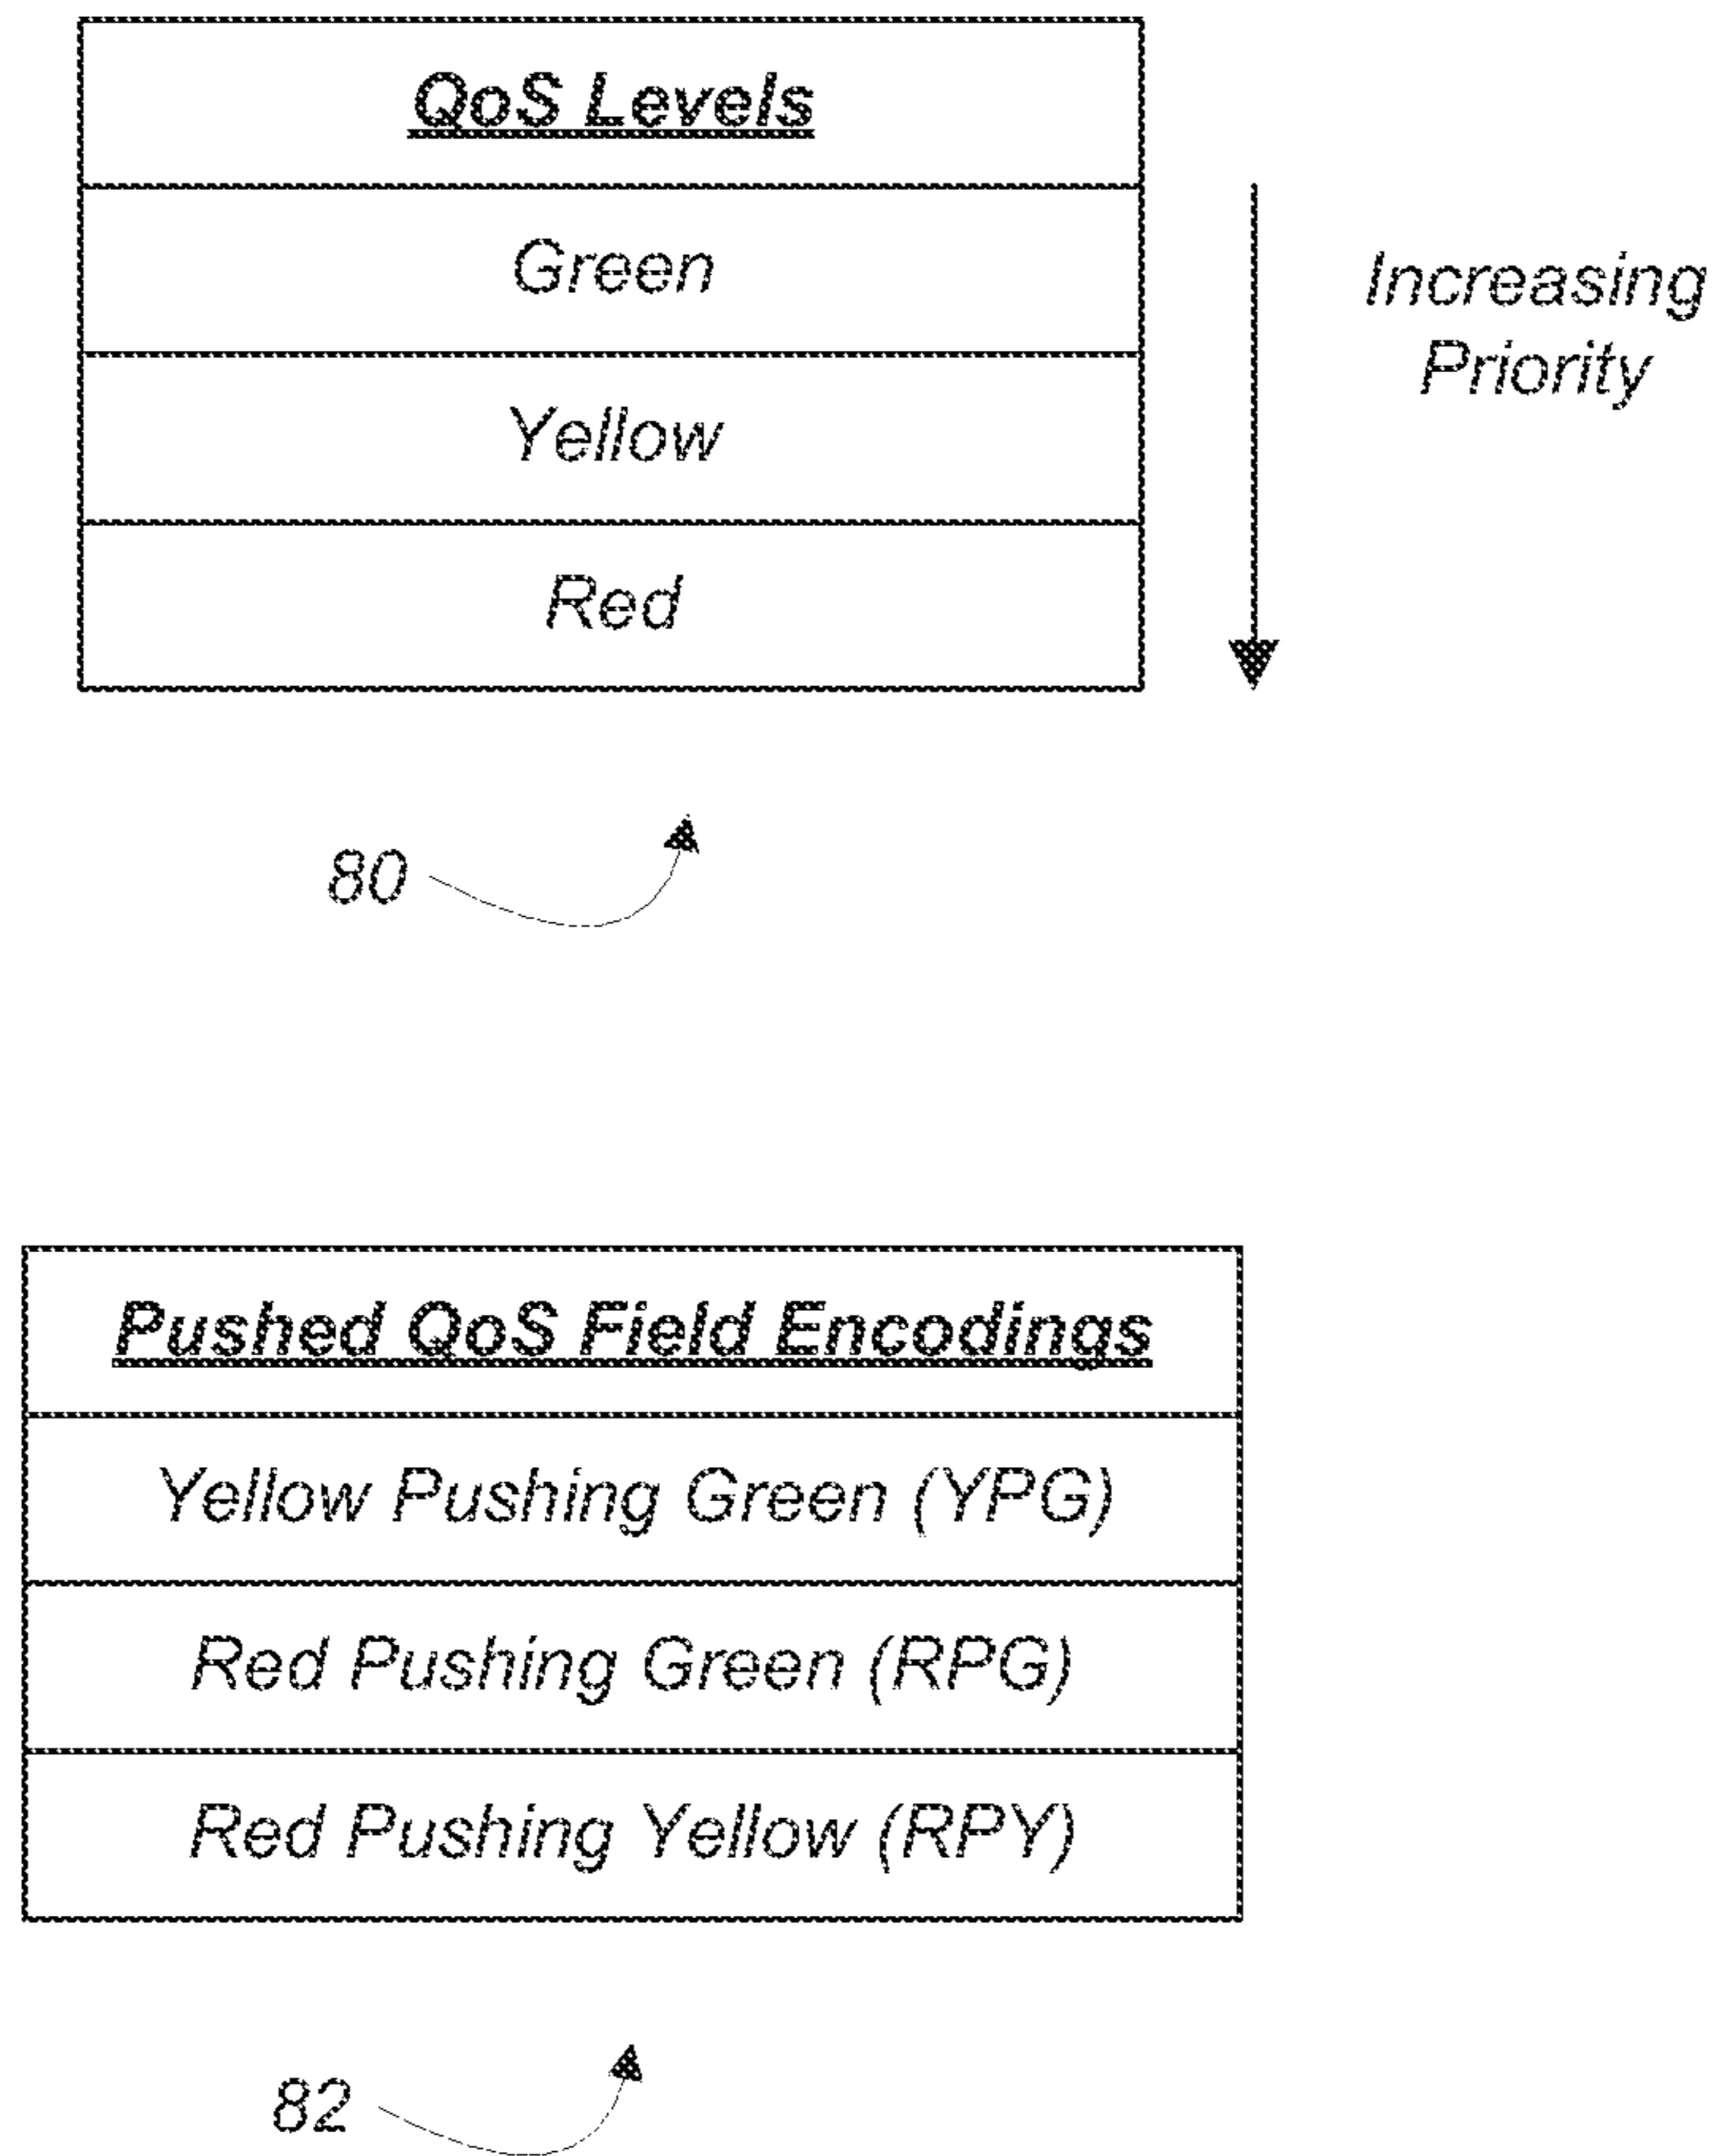 QoS Levels
Green
Yellow
Red
Increasing
Priority
80
Pushed QoS Field Encodings
Yellow Pushing Green (YPG)
Red Pushing Green (RPG)
Red Pushing Yellow (RPY)
82